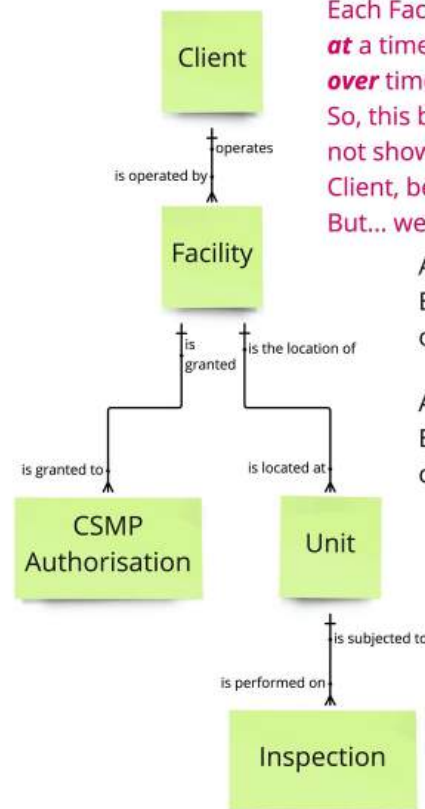 Client
Each Fac
at a time
over time
So, this b
not show
Client, be
But... we
operates
is operated by
Facility
is
granted
is the location of
is granted to
is located at
CSMP
Authorisation
Unit
is subjected to
is performed on
Inspection